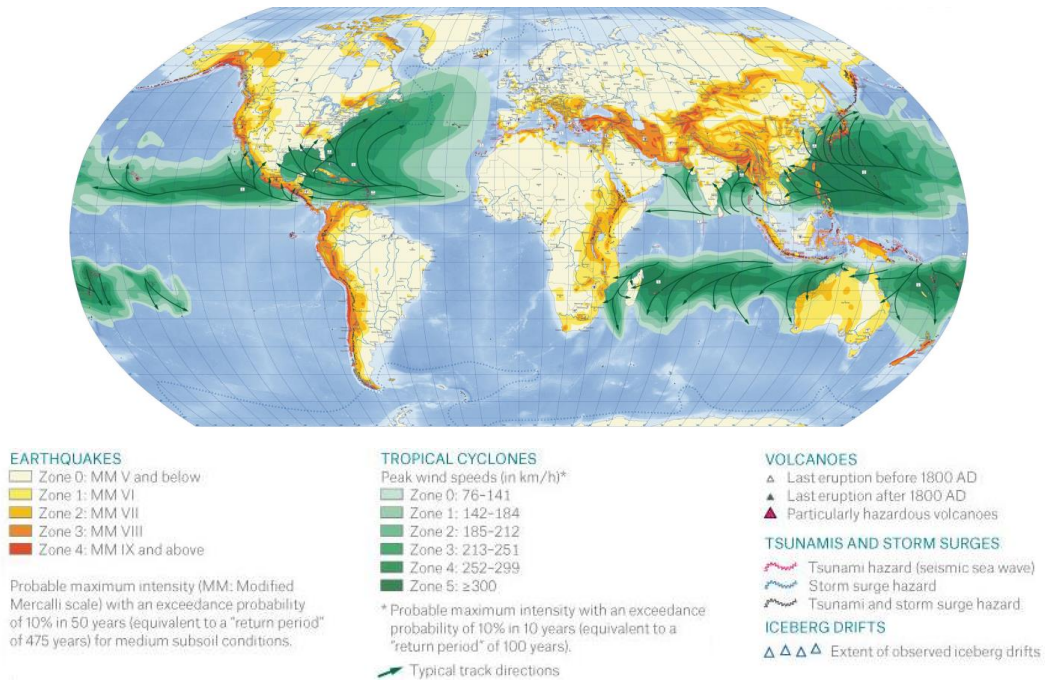 EARTHQUAKES
Zone 0: MM V and below
Zone 1: MM VI
Zone 2: MM VII
Zone 3: MM VIII
Zone 4: MM IX and above
Probable maximum intensity (MM: Modified
Mercalli scale) with an exceedance probability
of 10% in 50 years (equivalent to a "return period"
of 475 years) for medium subsoil conditions.
TROPICAL CYCLONES
Peak wind speeds (in km/h)*
Zone 0: 76–141
Zone 1: 142–184
Zone 2: 185–212
Zone 3: 213–251
Zone 4: 252–299
Zone 5: ≥300
* Probable maximum intensity with an exceedance
probability of 10% in 10 years (equivalent to a
"return period" of 100 years).
Typical track directions
VOLCANOES
Last eruption before 1800 AD
Last eruption after 1800 AD
Particularly hazardous volcanoes
TSUNAMIS AND STORM SURGES
Tsunami hazard (seismic sea wave)
Storm surge hazard
Tsunami and storm surge hazard
ICEBERG DRIFTS
Extent of observed iceberg drifts